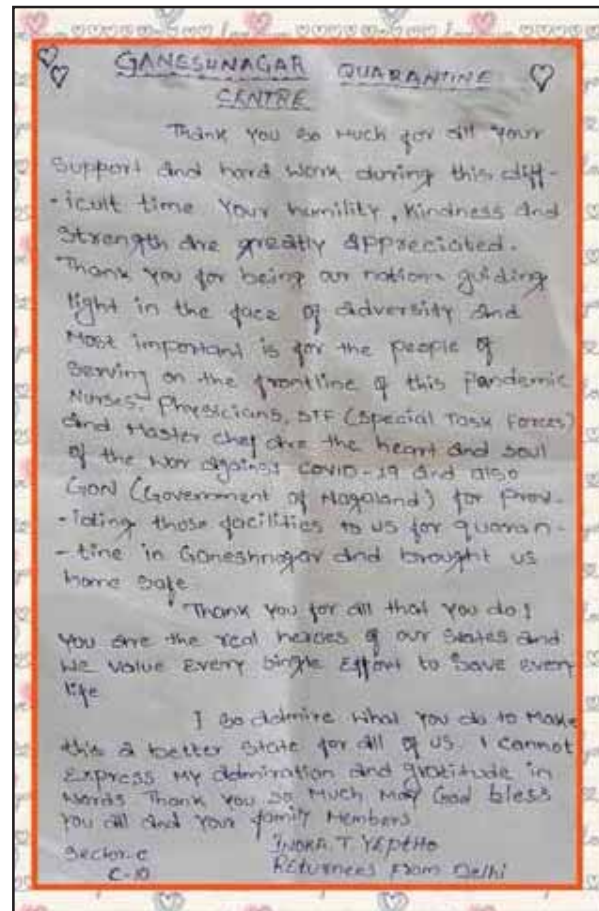 GANESHNAGAR QUARANTINE
CENTRE
Thank You So Much for all Your
Support and hard work during this diff-
-icult time Your humility, Kindness and
Strength are greatly appreciated.
Thank You for being our nations guiding
light in the face of adversity and
Most important is for the people of
Serving on the frontline of this Pandemic
Nurses, Physicians, STF (Special Task Forces)
and Master chef are the heart and soul
of the War against COVID-19 and also
GON (Government of Nagaland) for Prov-
-iding those facilities to us for quaran-
-tine in Ganeshnagar and brought us
home Safe
Thank You for all that You do!
You are the real heroes of our States and
We value Every Single Effort to Save Every
life
I so admire what You do to Make
this a better State for all of us. I cannot
Express My admiration and gratitude in
Words Thank You So Much May God bless
You all and Your family Members
Sector-C INOKA.T YEPTHO
C-10 Returnees From Delhi